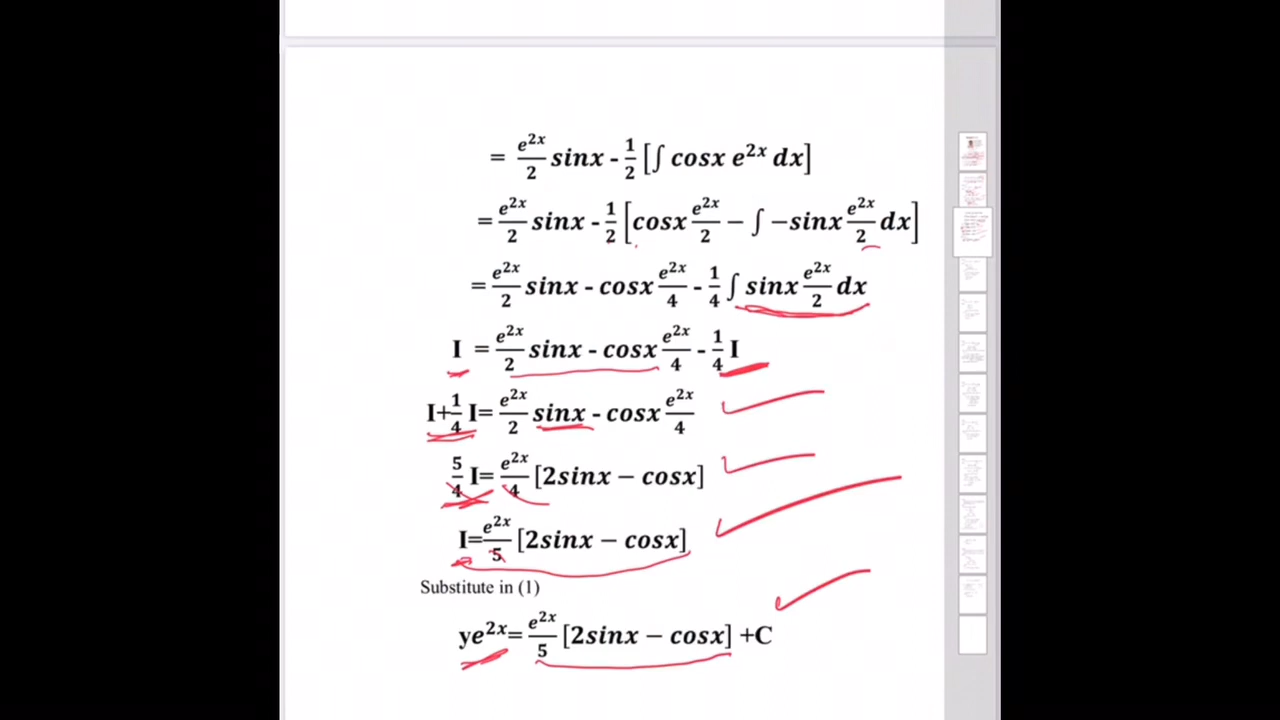 = e^{2x}/2 sinx - 1/2 [∫ cosx e^{2x} dx]
= e^{2x}/2 sinx - 1/2 [cosx e^{2x}/2 − ∫ −sinx e^{2x}/2 dx]
= e^{2x}/2 sinx - cosx e^{2x}/4 - 1/4 ∫ sinx e^{2x}/2 dx
I = e^{2x}/2 sinx - cosx e^{2x}/4 - 1/4 I
I+1/4 I= e^{2x}/2 sinx - cosx e^{2x}/4
5/4 I= e^{2x}/4 [2sinx − cosx]
I= e^{2x}/5 [2sinx − cosx]
Substitute in (1)
ye^{2x}= e^{2x}/5 [2sinx − cosx] +C